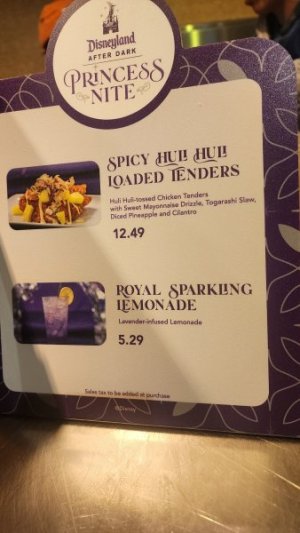 Disneyland
AFTER DARK
PRINCESS
NITE
SPICY HULI HULI
LOADED TENDERS
Huli Huli-tossed Chicken Tenders
with Sweet Mayonnaise Drizzle, Togarashi Slaw,
Diced Pineapple and Cilantro
12.49
ROYAL SPARKLING
LEMONADE
Lavender-infused Lemonade
5.29
Sales tax to be added at purchase
©Disney